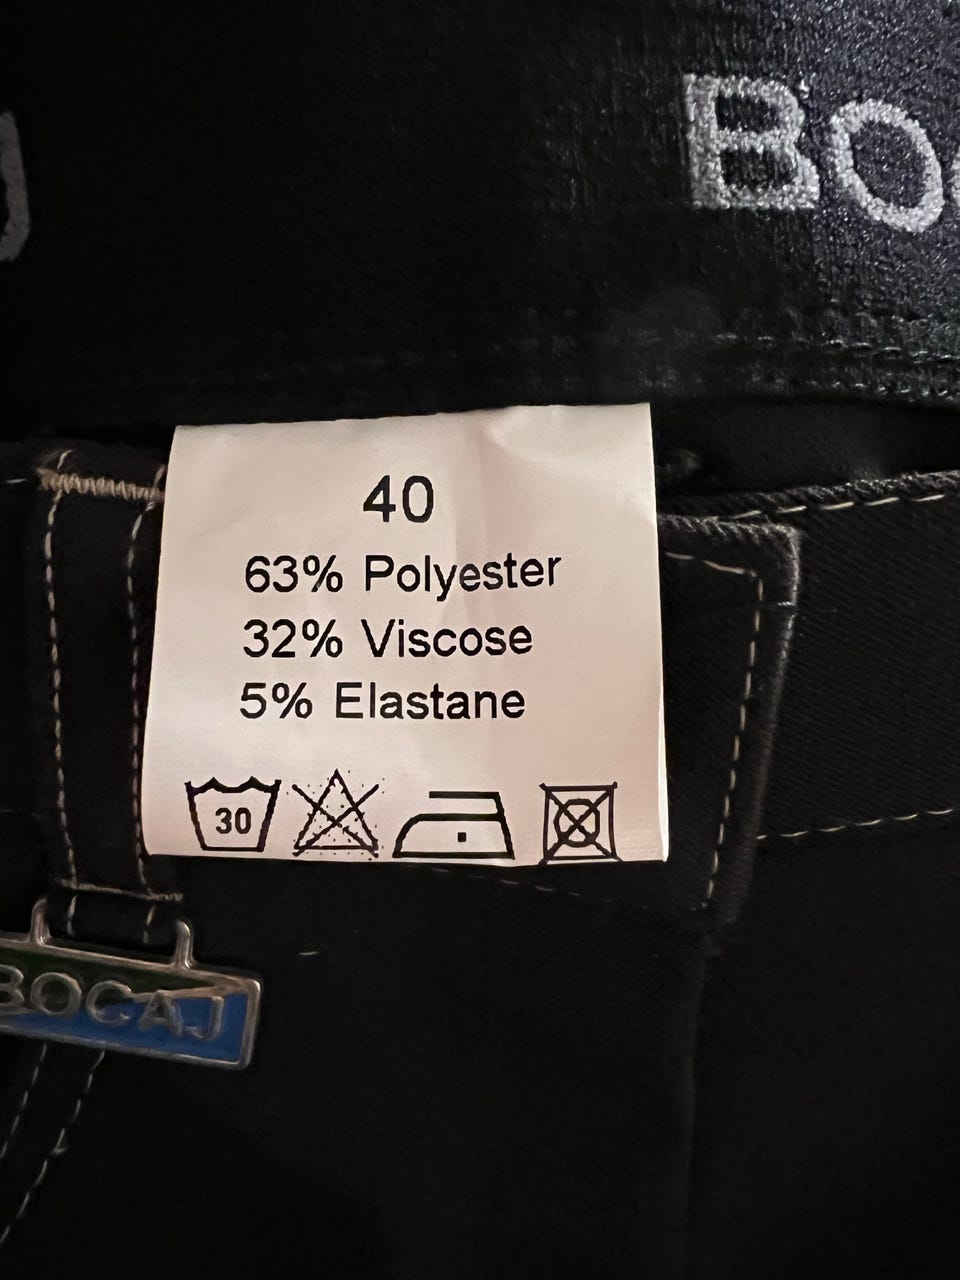 BO
40
63% Polyester
32% Viscose
5% Elastane
30
BOCAJ